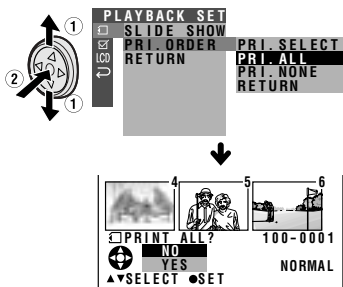 PLAYBACK SET
SLIDE SHOW
PRI.ORDER PRI.SELECT
LCD RETURN PRI.ALL
PRI.NONE
RETURN
1
2
1
4 5 6
PRINT ALL? 100-0001
NO
YES NORMAL
▲▼SELECT ●SET